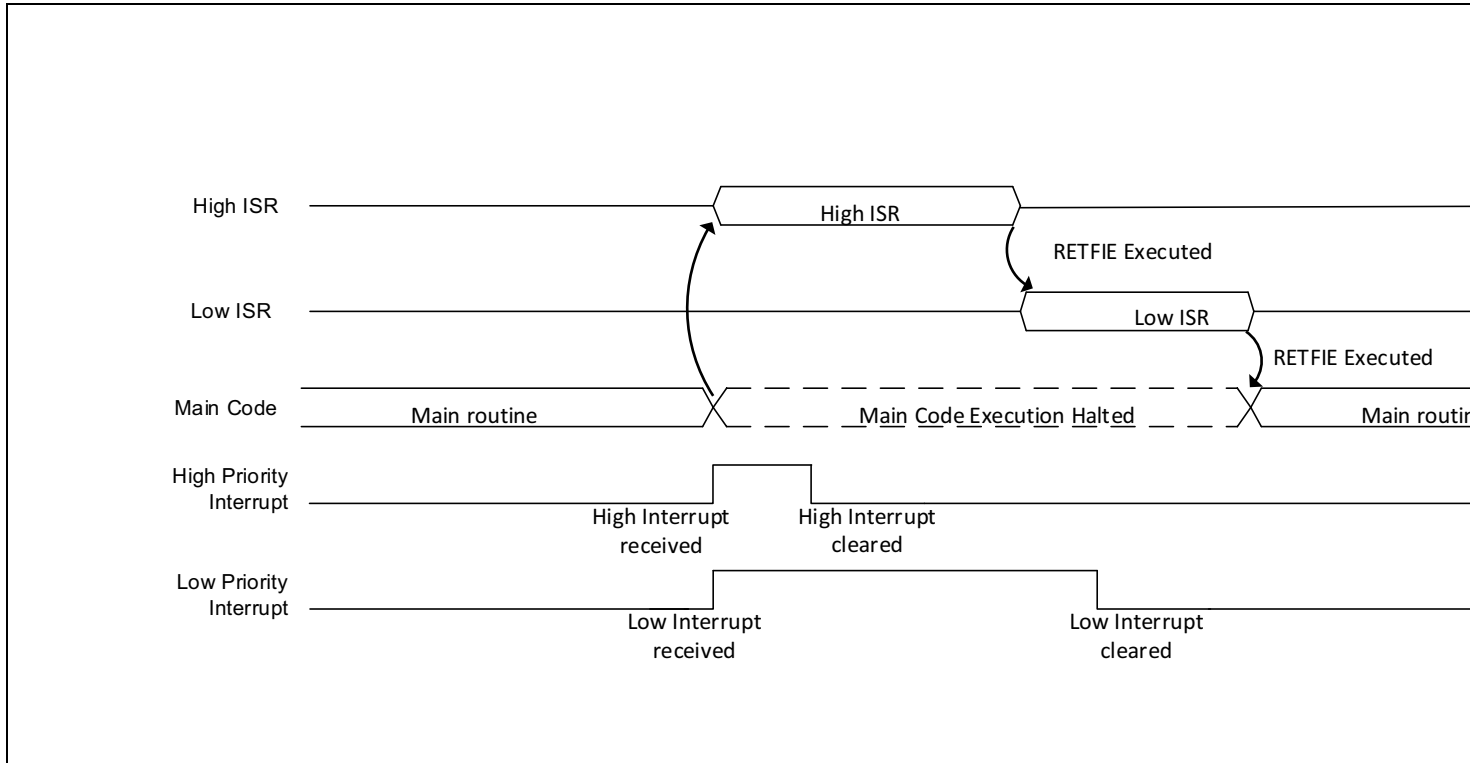 High ISR
High ISR
RETFIE Executed
Low ISR
Low ISR
RETFIE Executed
Main Code
Main routine
Main Code Execution Halted
Main routin
High Priority
Interrupt
High Interrupt
received
High Interrupt
cleared
Low Priority
Interrupt
Low Interrupt
received
Low Interrupt
cleared